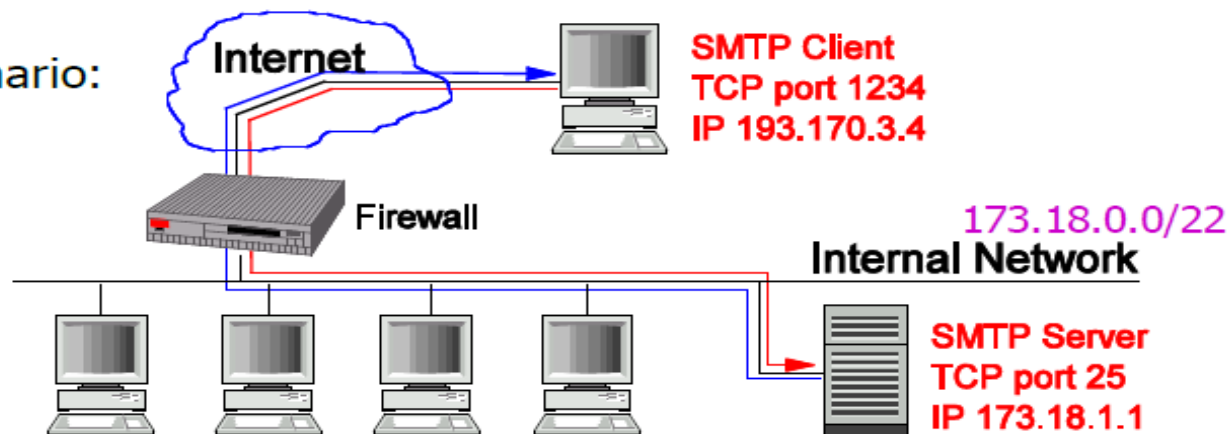 nario:
Internet
SMTP Client
TCP port 1234
IP 193.170.3.4
Firewall
173.18.0.0/22
Internal Network
SMTP Server
TCP port 25
IP 173.18.1.1